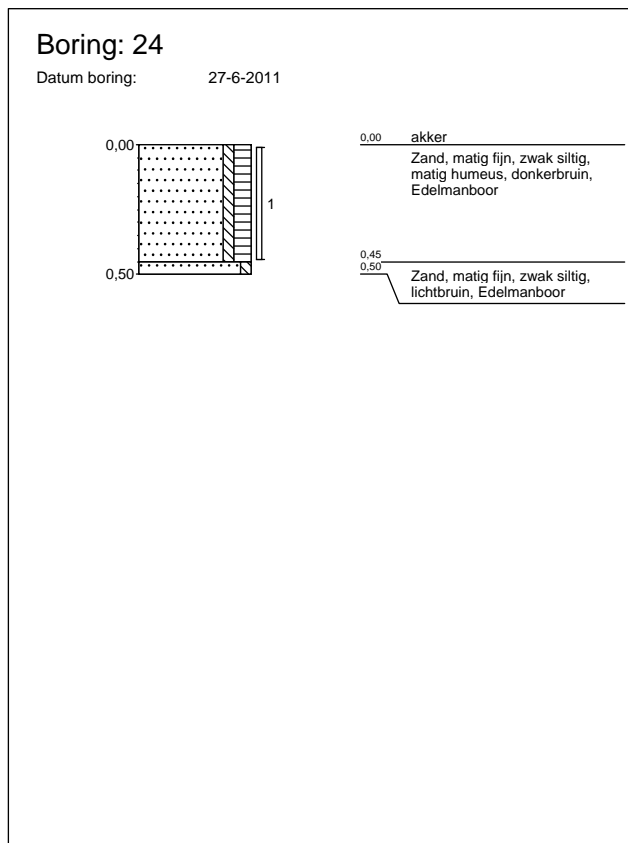 Boring: 24
Datum boring: 27-6-2011
0,00
0,50
1
0,00 akker
Zand, matig fijn, zwak siltig,
matig humeus, donkerbruin,
Edelmanboor
0,45
0,50
Zand, matig fijn, zwak siltig,
lichtbruin, Edelmanboor